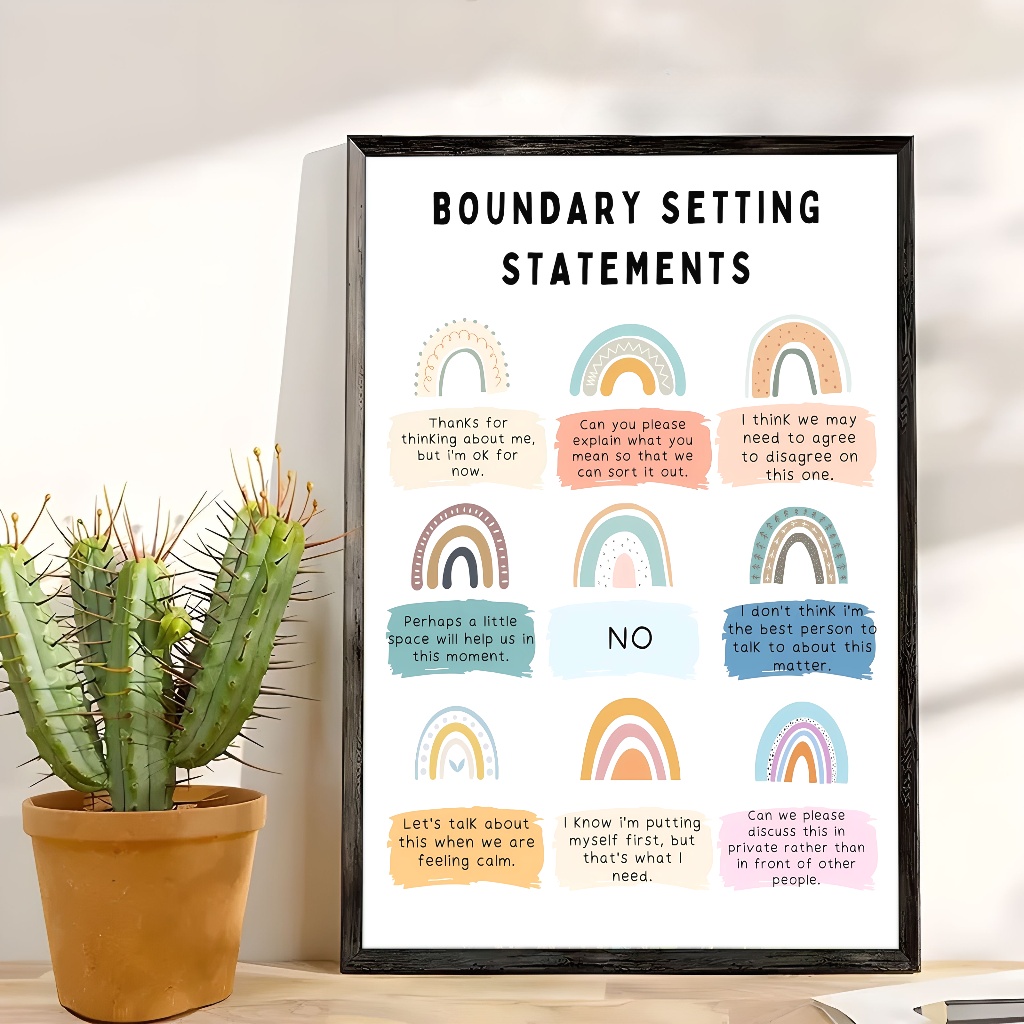 BOUNDARY SETTING
STATEMENTS
Thanks for
thinking about me,
but i'm ok for
now.
Can you please
explain what you
mean so that we
can sort it out.
I think we may
need to agree
to disagree on
this one.
Perhaps a little
space will help us in
this moment.
NO
I don't think i'm
the best person to
talk to about this
matter.
Let's talk about
this when we are
feeling calm.
I know i'm putting
myself first, but
that's what I
need.
Can we please
discuss this in
private rather than
in front of other
people.